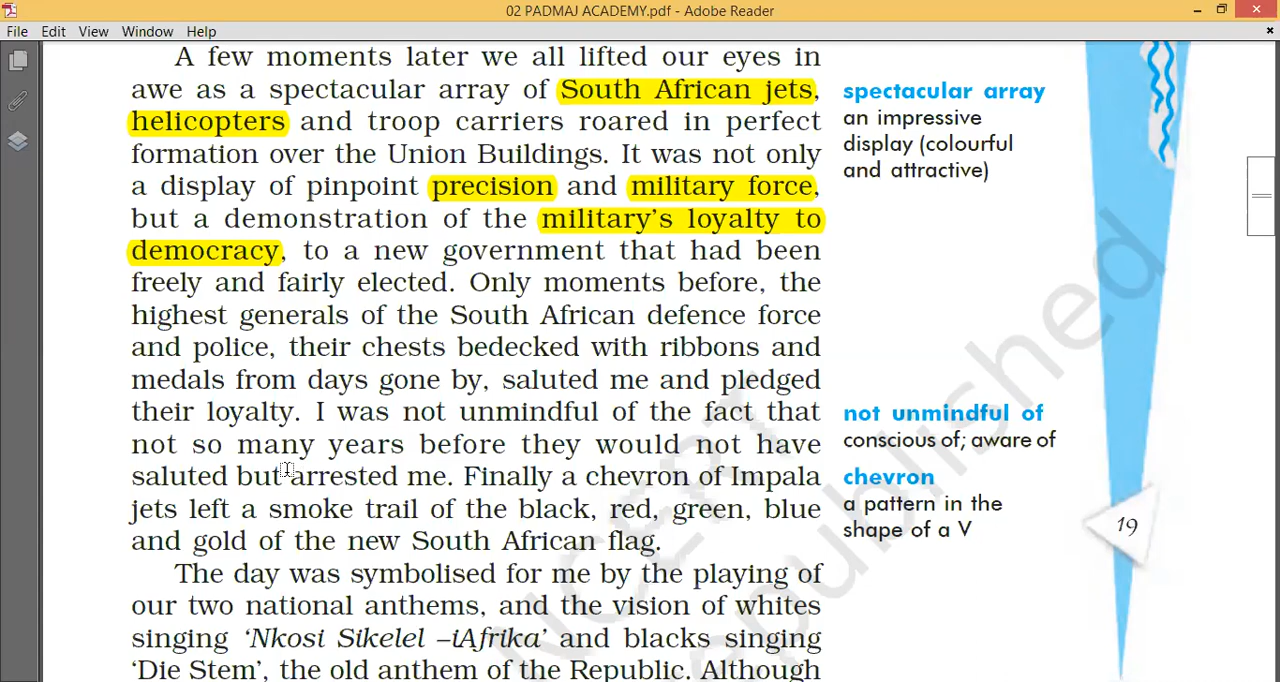 02 PADMAJ ACADEMY.pdf - Adobe Reader
File Edit View Window Help
A few moments later we all lifted our eyes in
awe as a spectacular array of South African jets,
helicopters and troop carriers roared in perfect
formation over the Union Buildings. It was not only
a display of pinpoint precision and military force,
but a demonstration of the military's loyalty to
democracy, to a new government that had been
freely and fairly elected. Only moments before, the
highest generals of the South African defence force
and police, their chests bedecked with ribbons and
medals from days gone by, saluted me and pledged
their loyalty. I was not unmindful of the fact that
not so many years before they would not have
saluted but arrested me. Finally a chevron of Impala
jets left a smoke trail of the black, red, green, blue
and gold of the new South African flag.
The day was symbolised for me by the playing of
our two national anthems, and the vision of whites
singing ‘Nkosi Sikelel –iAfrika’ and blacks singing
‘Die Stem’, the old anthem of the Republic. Although
spectacular array
an impressive
display (colourful
and attractive)
not unmindful of
conscious of; aware of
chevron
a pattern in the
shape of a V
19
NCERT
republished